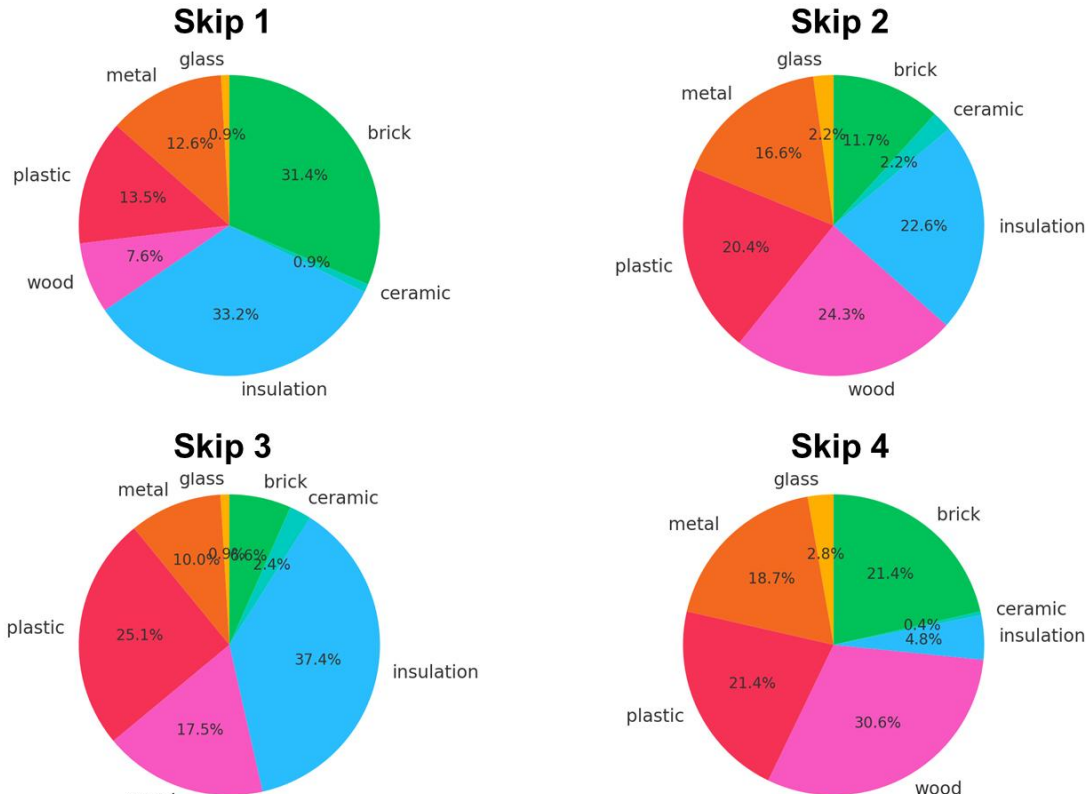 Skip 1
glass
metal
brick
0.9%
12.6%
31.4%
plastic
13.5%
7.6%
0.9%
wood
ceramic
33.2%
insulation
Skip 2
glass
brick
ceramic
metal
2.2%
11.7%
16.6%
2.2%
22.6%
insulation
20.4%
plastic
24.3%
wood
Skip 3
glass
brick
metal
ceramic
10.0%
0.9%
6.6%
2.4%
plastic
25.1%
37.4%
insulation
17.5%
Skip 4
glass
brick
metal
2.8%
18.7%
21.4%
ceramic
0.4%
insulation
4.8%
21.4%
plastic
30.6%
wood